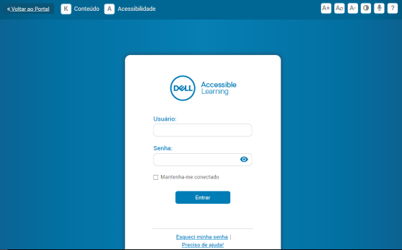 « Voltar ao Portal
K Conteúdo A Acessibilidade
A+ A○ A- ?
DELL Accessible
Learning
Usuário:
Senha:
Mantenha-me conectado
Entrar
Esqueci minha senha |
Preciso de ajuda!